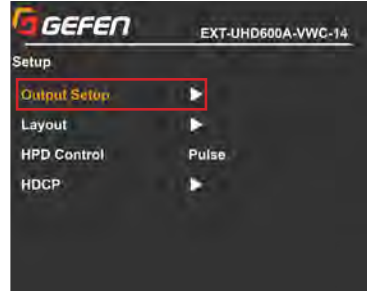 GEFEN
EXT-UHD600A-VWC-14
Setup
Output Setup
Layout
HPD Control Pulse
HDCP